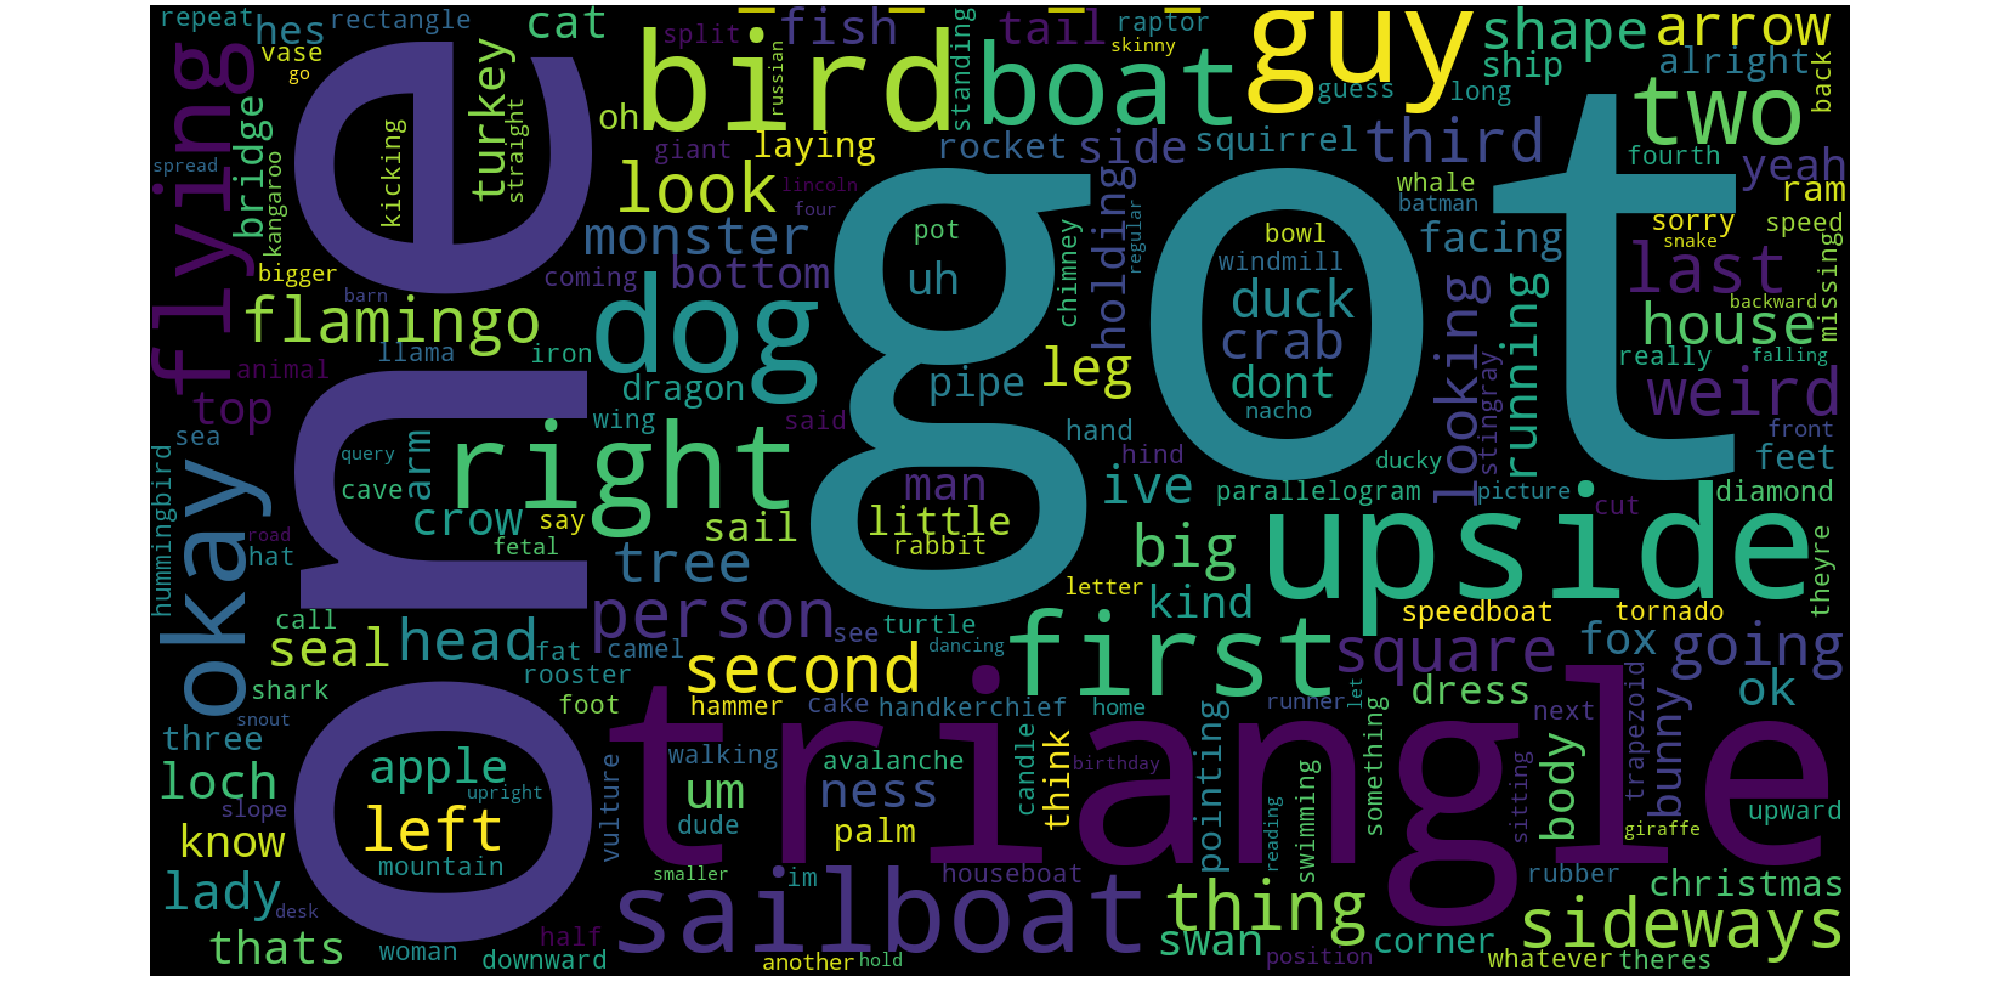 repeat
hes
rectangle
cat
split
fish
tail
raptor
guy
shape
arrow
vase
go
flying
one
turkey
oh
bird
russian
standing
boat
skinny
guess
long
ship
alright
two
back
bridge
kicking
straight
giant
laying
rocket
side
squirrel
third
fourth
yeah
spread
kangaroo
look
lincoln
four
got
whale
batman
ram
monster
pot
holding
regular
bowl
facing
sorry
snake
speed
bigger
coming
bottom
uh
chimney
windmill
last
missing
barn
flamingo
dog
duck
looking
running
backward
house
llama
iron
crab
really
falling
animal
dragon
pipe
leg
dont
stingray
weird
top
wing
said
nacho
hand
front
sea
okay
query
arm
right
hind
ducky
feet
hummingbird
cave
man
ive
parallelogram
picture
cut
diamond
crow
say
sail
little
upside
road
hat
fetal
tree
rabbit
big
theyre
letter
kind
speedboat
tornado
call
seal
head
person
see
turtle
first
square
fox
going
fat
camel
dancing
shark
rooster
second
dress
ok
snout
foot
hammer
cake
handkerchief
home
runner
let
next
three
triangle
pointing
something
trapezoid
bunny
loch
apple
vulture
walking
avalanche
candle
think
birthday
body
upright
um
ness
reading
swimming
sitting
slope
left
dude
palm
upward
know
giraffe
mountain
lady
smaller
im
houseboat
rubber
christmas
desk
sailboat
thing
sideways
thats
woman
half
swan
corner
downward
another
hold
position
whatever
theres